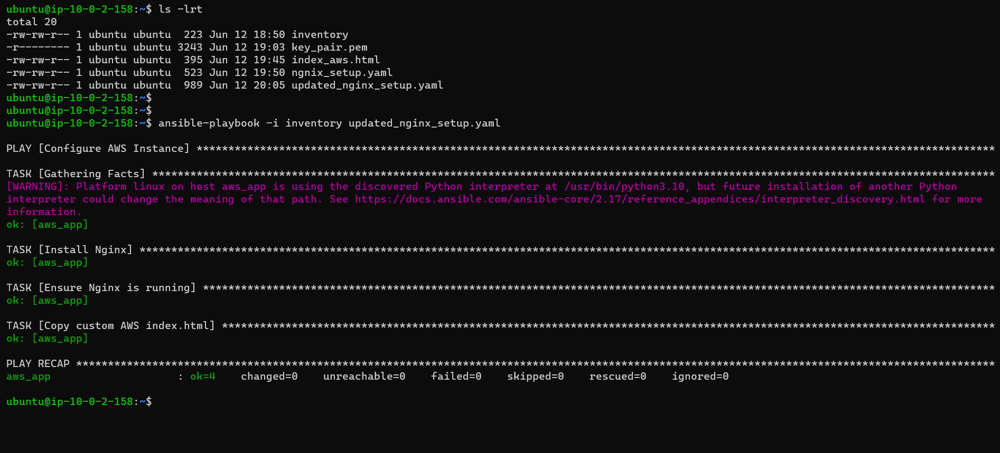 ubuntu@ip-10-0-2-158:~$ ls -lrt
total 20
-rw-rw-r-- 1 ubuntu ubuntu  223 Jun 12 18:50 inventory
-r-------- 1 ubuntu ubuntu 3243 Jun 12 19:03 key_pair.pem
-rw-rw-r-- 1 ubuntu ubuntu  395 Jun 12 19:45 index_aws.html
-rw-rw-r-- 1 ubuntu ubuntu  523 Jun 12 19:50 ngnix_setup.yaml
-rw-rw-r-- 1 ubuntu ubuntu  989 Jun 12 20:05 updated_nginx_setup.yaml
ubuntu@ip-10-0-2-158:~$
ubuntu@ip-10-0-2-158:~$
ubuntu@ip-10-0-2-158:~$ ansible-playbook -i inventory updated_nginx_setup.yaml
PLAY [Configure AWS Instance] ******************************************************************************************************************************
TASK [Gathering Facts] *************************************************************************************************************************************
[WARNING]: Platform linux on host aws_app is using the discovered Python interpreter at /usr/bin/python3.10, but future installation of another Python
interpreter could change the meaning of that path. See https://docs.ansible.com/ansible-core/2.17/reference_appendices/interpreter_discovery.html for more
information.
ok: [aws_app]
TASK [Install Nginx] ***************************************************************************************************************************************
ok: [aws_app]
TASK [Ensure Nginx is running] *****************************************************************************************************************************
ok: [aws_app]
TASK [Copy custom AWS index.html] **************************************************************************************************************************
ok: [aws_app]
PLAY RECAP *************************************************************************************************************************************************
aws_app                    : ok=4    changed=0    unreachable=0    failed=0    skipped=0    rescued=0    ignored=0
ubuntu@ip-10-0-2-158:~$